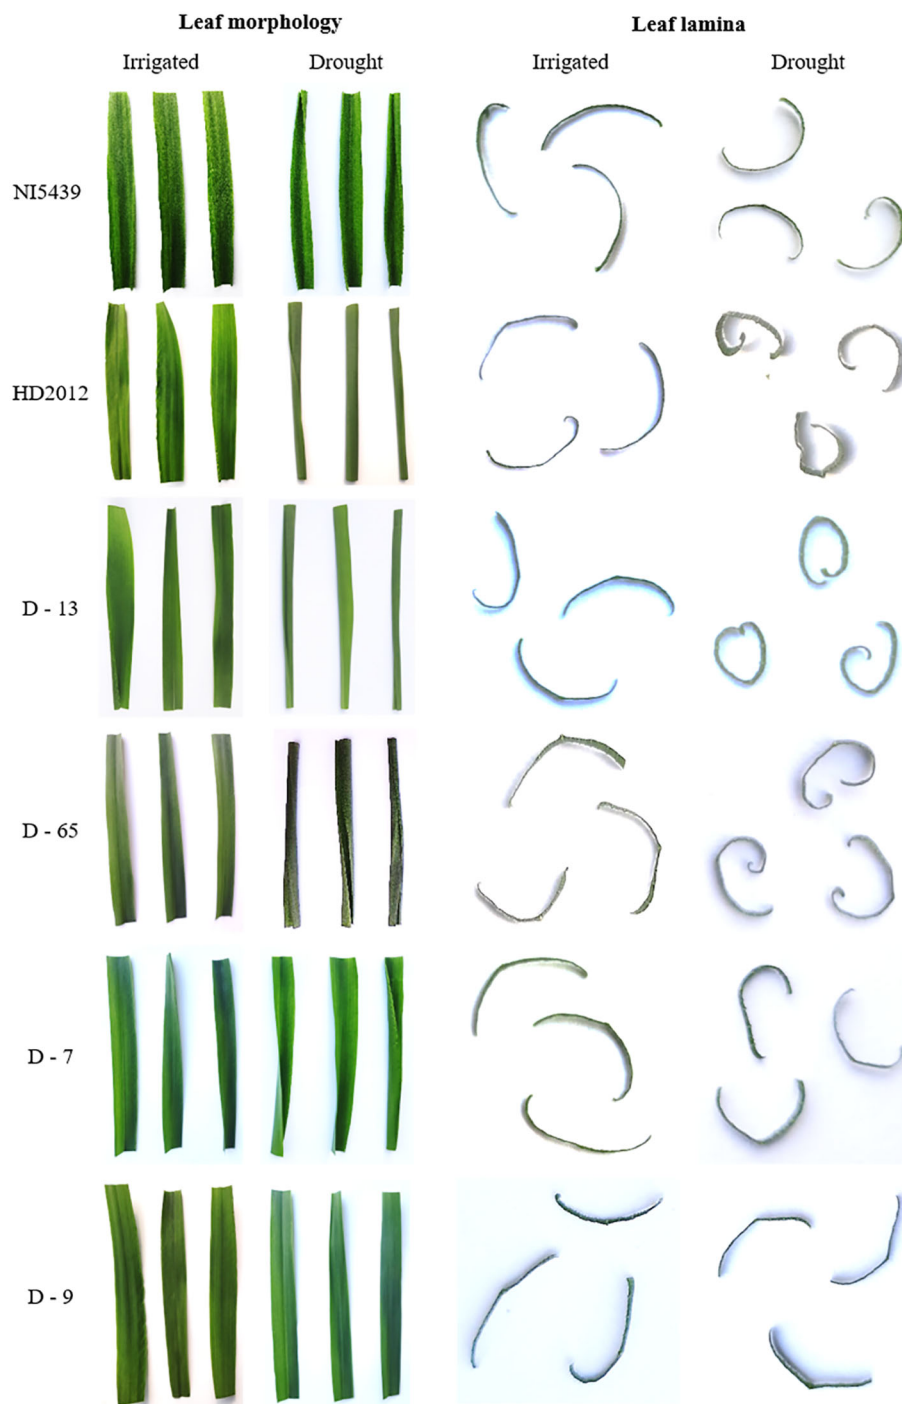 Leaf morphology Leaf lamina
Irrigated Drought Irrigated Drought
NI5439
HD2012
D - 13
D - 65
D - 7
D - 9